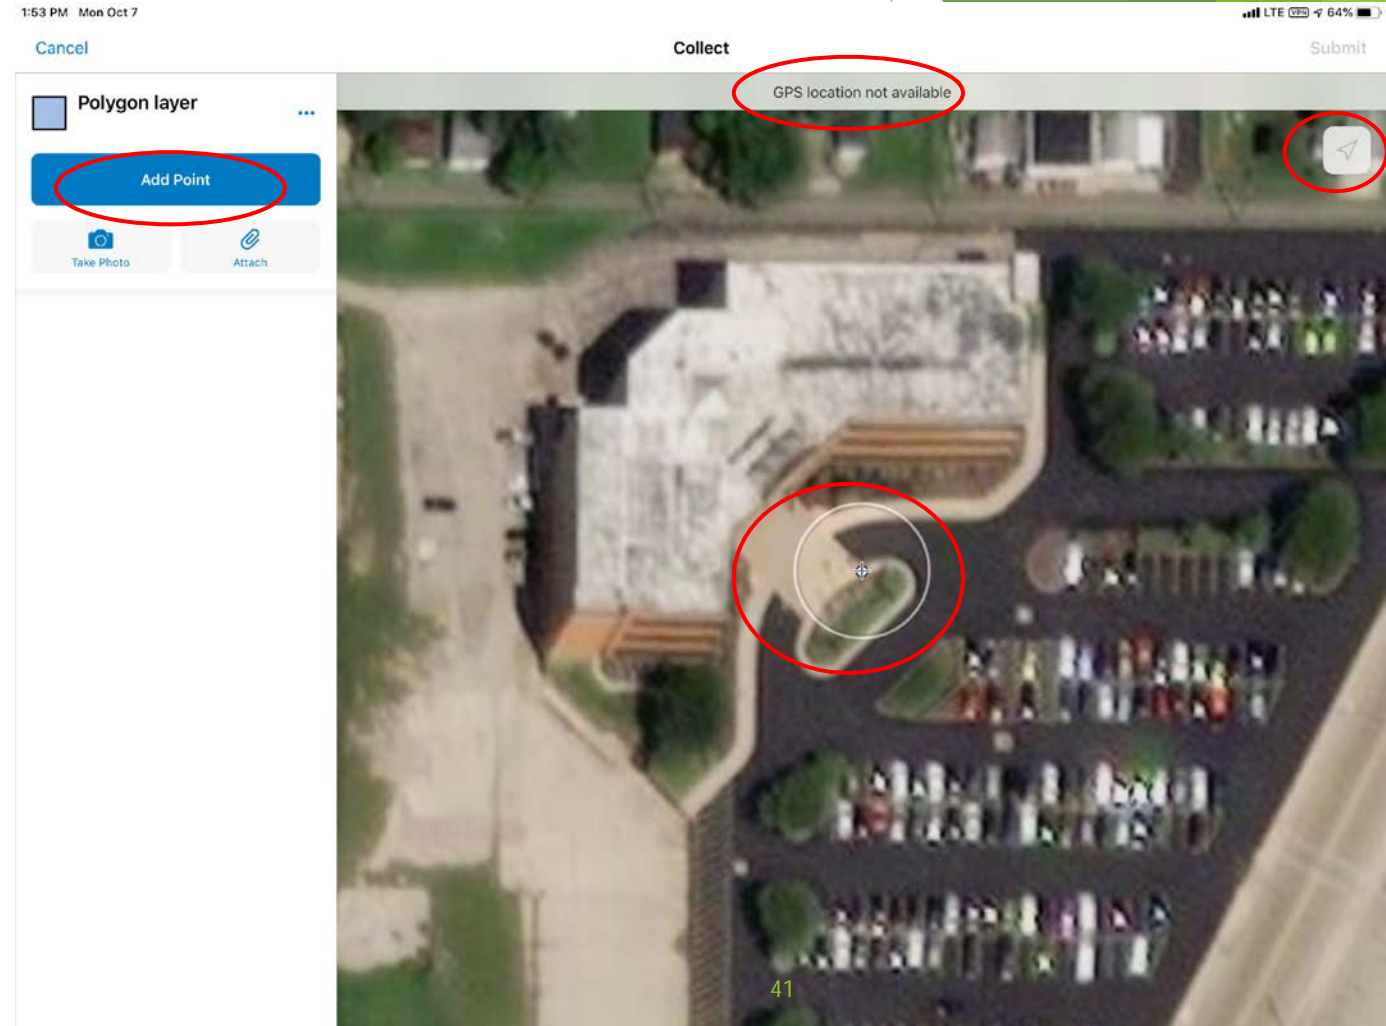 1:53 PM Mon Oct 7
LTE VPN 64%
Cancel
Collect
Submit
GPS location not available
Polygon layer
Add Point
Take Photo
Attach
41